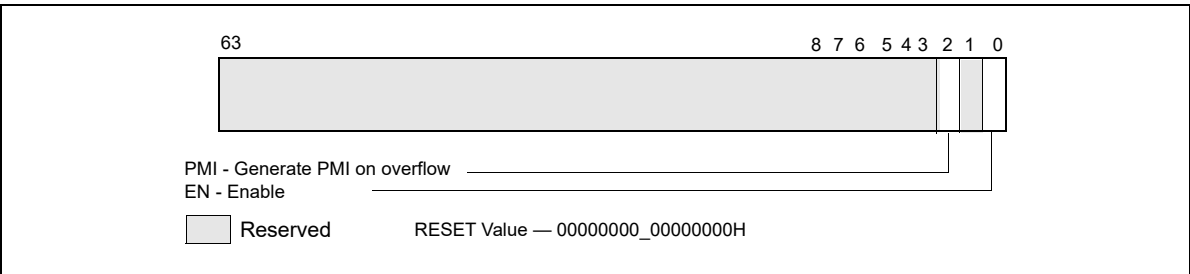 63 8 7 6 5 4 3 2 1 0
PMI - Generate PMI on overflow
EN - Enable
Reserved RESET Value — 00000000_00000000H